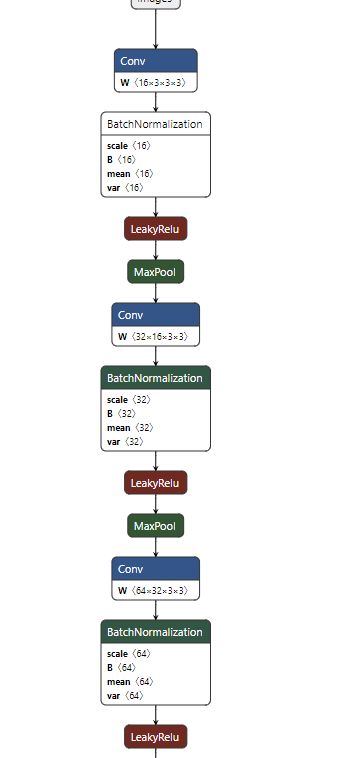 images
Conv
W ⟨16×3×3×3⟩
BatchNormalization
scale ⟨16⟩
B ⟨16⟩
mean ⟨16⟩
var ⟨16⟩
LeakyRelu
MaxPool
Conv
W ⟨32×16×3×3⟩
BatchNormalization
scale ⟨32⟩
B ⟨32⟩
mean ⟨32⟩
var ⟨32⟩
LeakyRelu
MaxPool
Conv
W ⟨64×32×3×3⟩
BatchNormalization
scale ⟨64⟩
B ⟨64⟩
mean ⟨64⟩
var ⟨64⟩
LeakyRelu